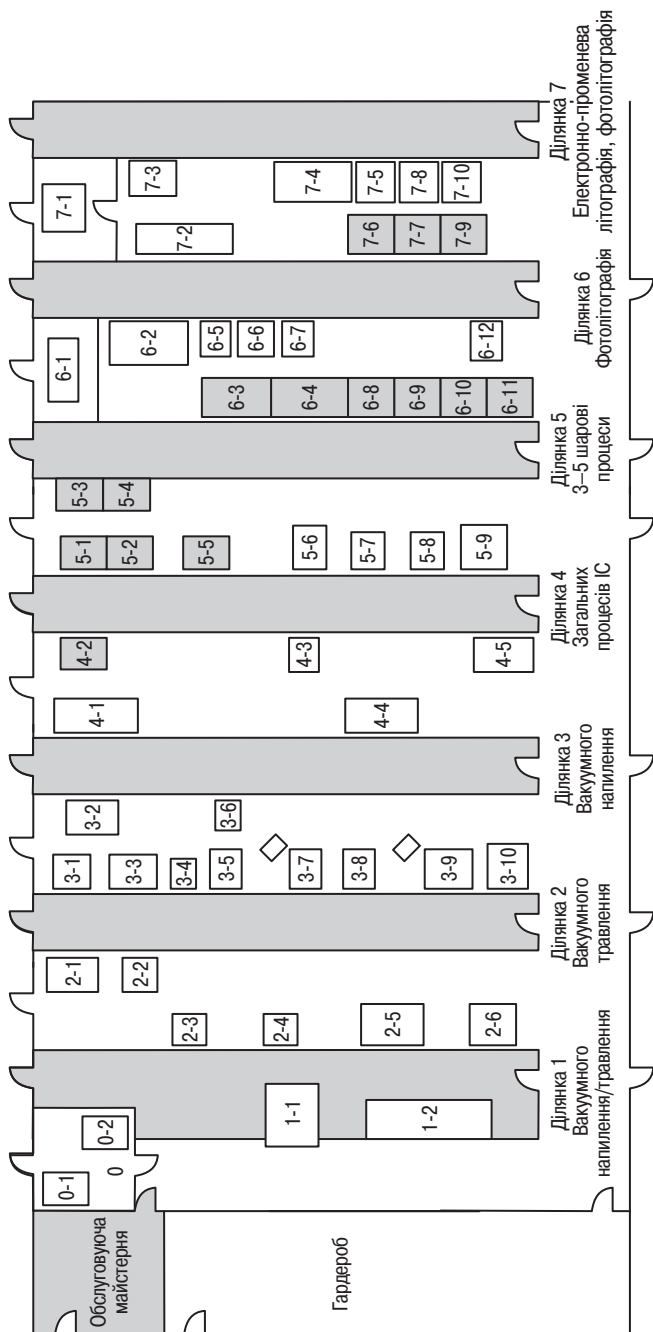 Обслуговуюча
майстерня
Гардероб
0-1
0-2
0
1-1
1-2
Ділянка 1
Вакуумного
напилення/травлення
2-1
2-2
2-3
2-4
2-5
2-6
Ділянка 2
Вакуумного
травлення
3-1
3-2
3-3
3-4
3-5
3-6
3-7
3-8
3-9
3-10
Ділянка 3
Вакуумного
напилення
4-1
4-2
4-3
4-4
4-5
Ділянка 4
Загальних
процесів ІС
5-1
5-2
5-3
5-4
5-5
5-6
5-7
5-8
5-9
Ділянка 5
3–5 шарові
процеси
6-1
6-2
6-3
6-4
6-5
6-6
6-7
6-8
6-9
6-10
6-11
6-12
Ділянка 6
Фотолітографія
7-1
7-2
7-3
7-4
7-5
7-6
7-7
7-8
7-9
7-10
Ділянка 7
Електронно-променева
літографія, фотолітографія